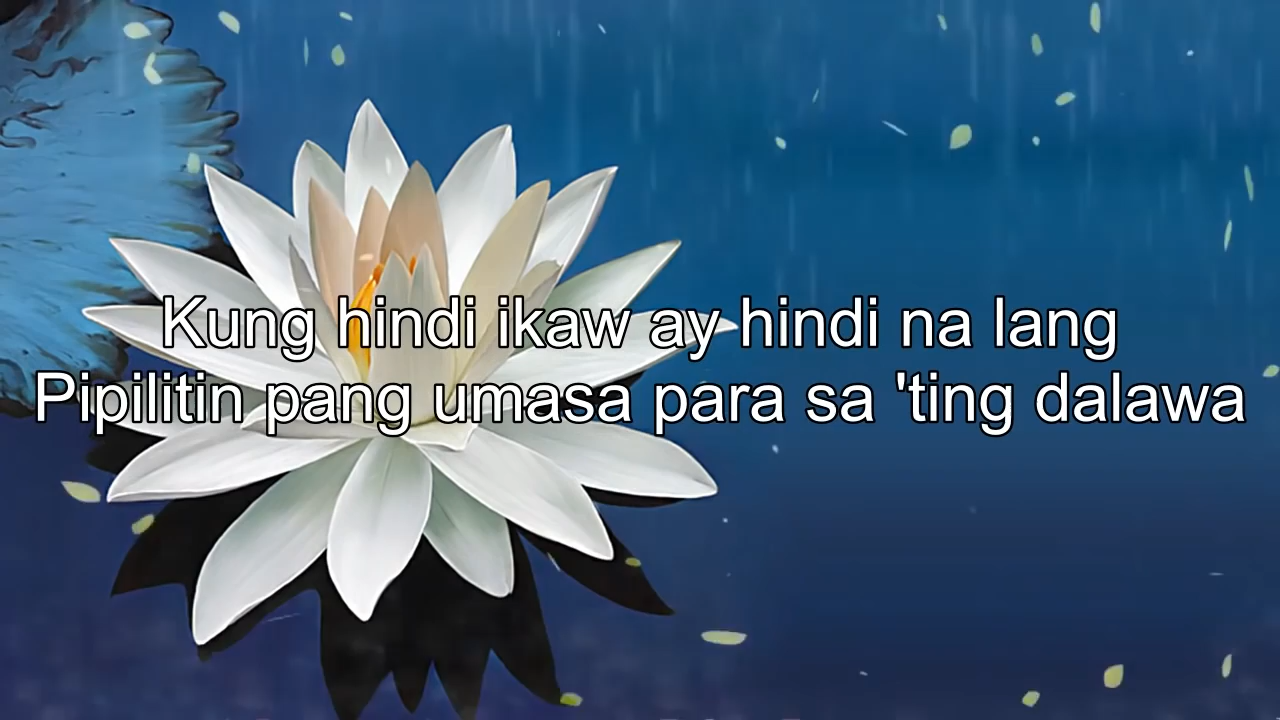 Kung hindi ikaw ay hindi na lang
Pipilitin pang umasa para sa 'ting dalawa